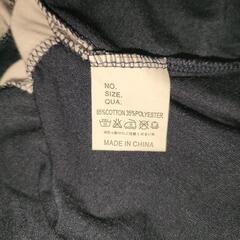 NO.
SIZE.
QUA.
65%COTTON 35%POLYESTER
MADE IN CHINA